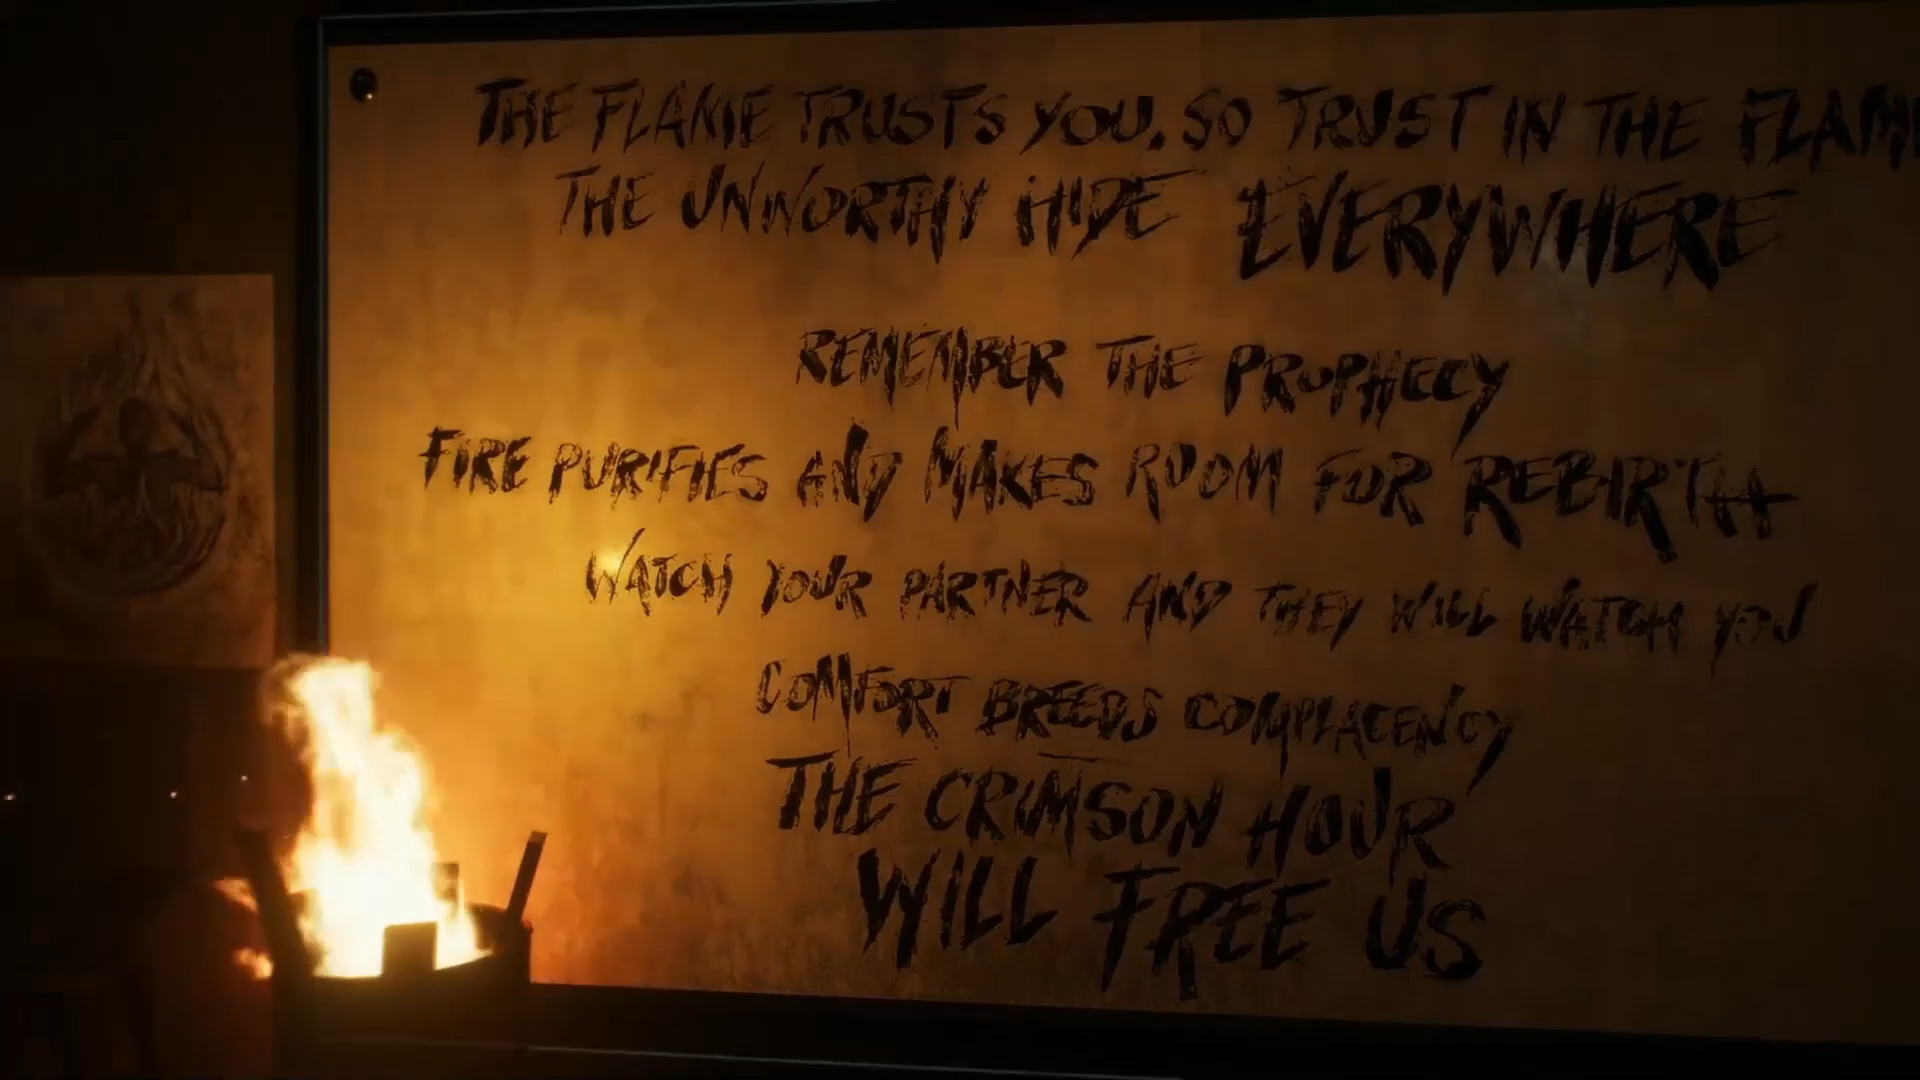 THE FLAME TRUSTS YOU. SO TRUST IN THE FLAM
THE UNWORTHY HIDE EVERYWHERE
REMEMBER THE PROPHECY
FIRE PURIFIES AND MAKES ROOM FOR REBIRTH
WATCH YOUR PARTNER AND THEY WILL WATCH YOU
COMFORT BREEDS COMPLACENCY
THE CRIMSON HOUR
WILL FREE US